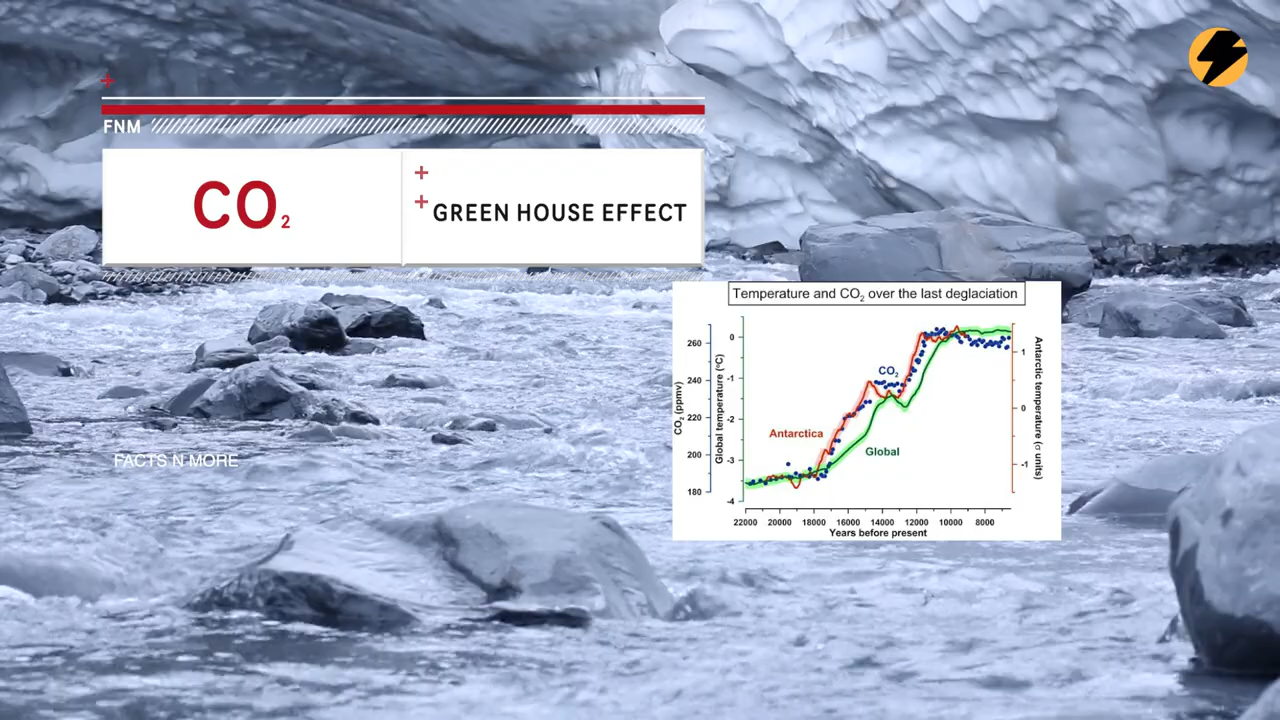 FNM
CO₂
GREEN HOUSE EFFECT
FACTS N MORE
Temperature and CO₂ over the last deglaciation
CO₂ (ppmv)
260
240
220
200
180
Global temperature (°C)
0
-1
-2
-3
-4
CO₂
Antarctica
Global
1
0
-1
Antarctic temperature (σ units)
22000 20000 18000 16000 14000 12000 10000 8000
Years before present